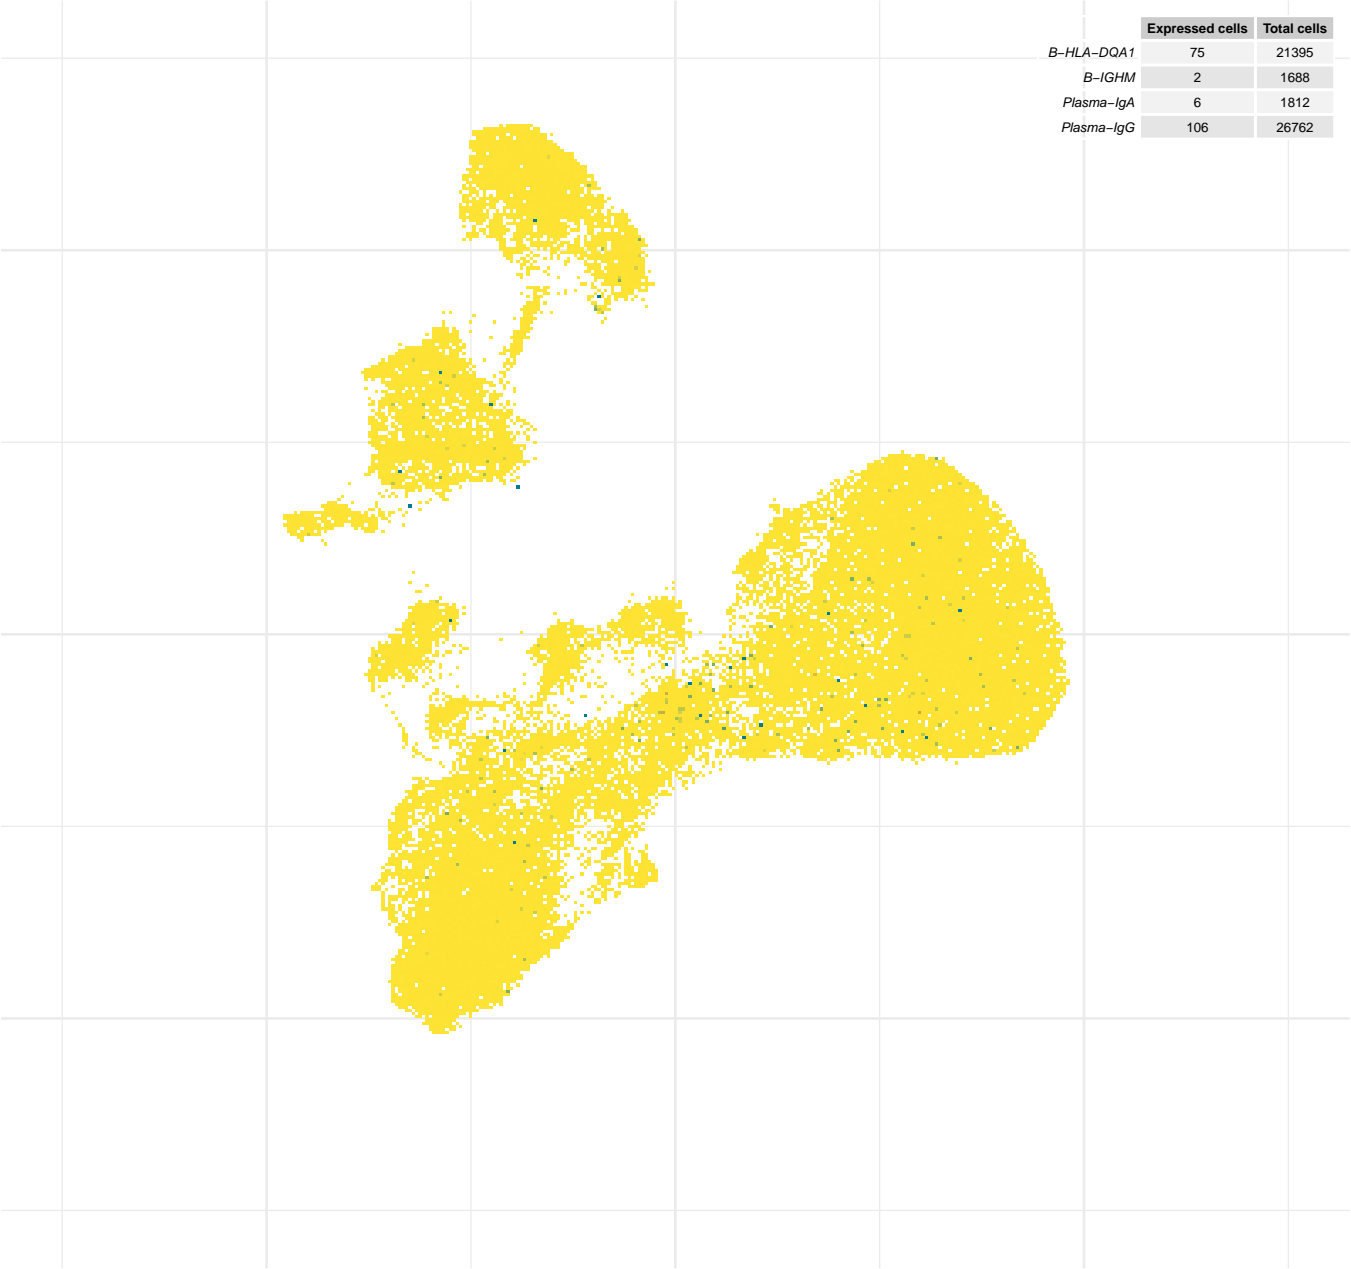 Expressed cells Total cells
B−HLA−DQA1 75 21395
B−IGHM 2 1688
Plasma−IgA 6 1812
Plasma−IgG 106 26762